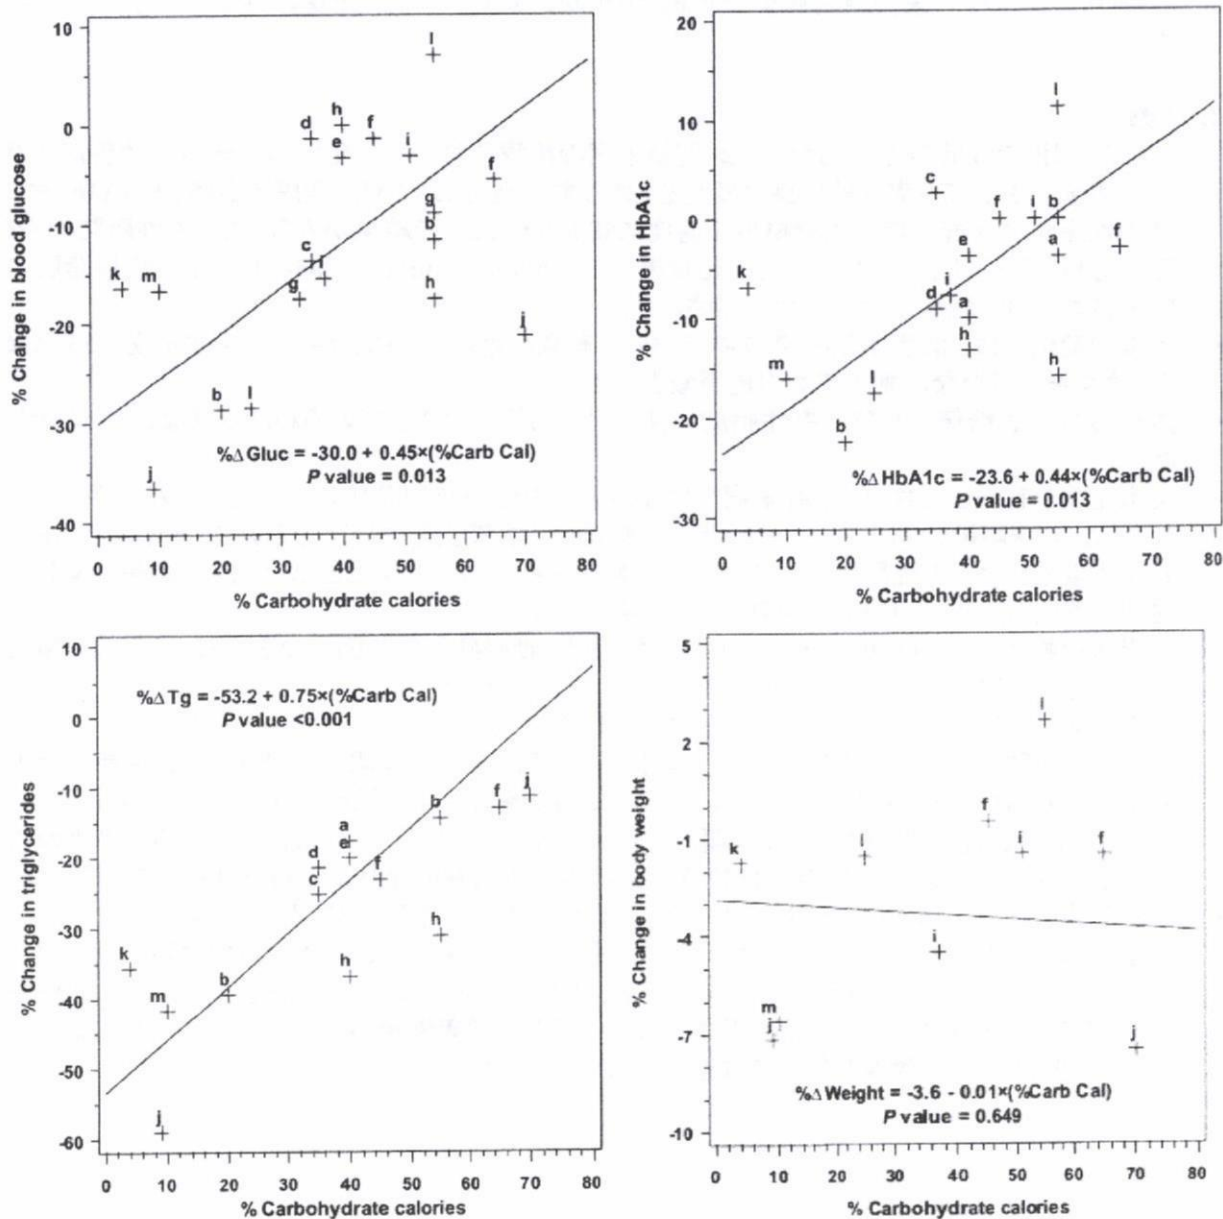 % Change in blood glucose
10
0
-10
-20
-30
-40
l
d
h
e
f
i
f
g
b
c
i
g
h
j
k
m
b
l
j
%ΔGluc = -30.0 + 0.45×(%Carb Cal)
P value = 0.013
0 10 20 30 40 50 60 70 80
% Carbohydrate calories
% Change in HbA1c
20
10
0
-10
-20
-30
l
c
f
i
b
a
f
e
k
d
i
a
h
h
m
l
b
%ΔHbA1c = -23.6 + 0.44×(%Carb Cal)
P value = 0.013
0 10 20 30 40 50 60 70 80
% Carbohydrate calories
% Change in triglycerides
10
0
-10
-20
-30
-40
-50
-60
%ΔTg = -53.2 + 0.75×(%Carb Cal)
P value <0.001
j
f
b
a
e
d
c
f
h
h
k
m
b
j
0 10 20 30 40 50 60 70 80
% Carbohydrate calories
% Change in body weight
5
2
-1
-4
-7
-10
l
f
k
l
i
f
i
m
j
j
%ΔWeight = -3.6 - 0.01×(%Carb Cal)
P value = 0.649
0 10 20 30 40 50 60 70 80
% Carbohydrate calories